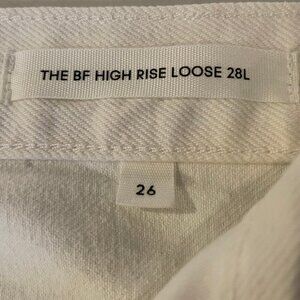 THE BF HIGH RISE LOOSE 28L
26